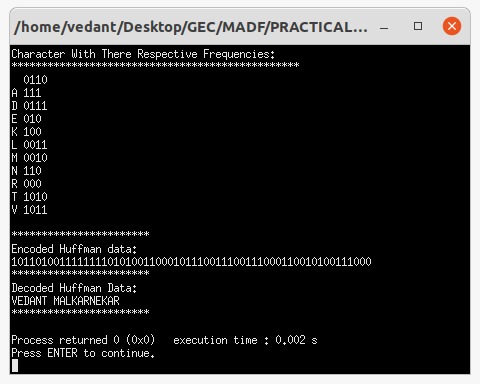 /home/vedant/Desktop/GEC/MADF/PRACTICAL...
Character With There Respective Frequencies:
************************************************
  0110
A 111
D 0111
E 010
K 100
L 0011
M 0010
N 110
R 000
T 1010
V 1011
***********************
Encoded Huffman data:
101101001111111101010011000101110011100111000110010100111000
***********************
Decoded Huffman Data:
VEDANT MALKARNEKAR
***********************
Process returned 0 (0x0)   execution time : 0.002 s
Press ENTER to continue.